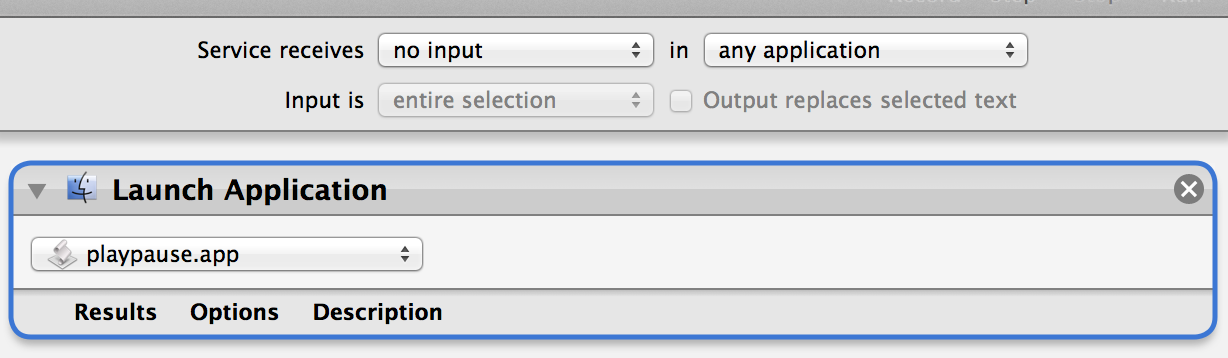 Service receives no input in any application
Input is entire selection Output replaces selected text
Launch Application
playpause.app
Results Options Description